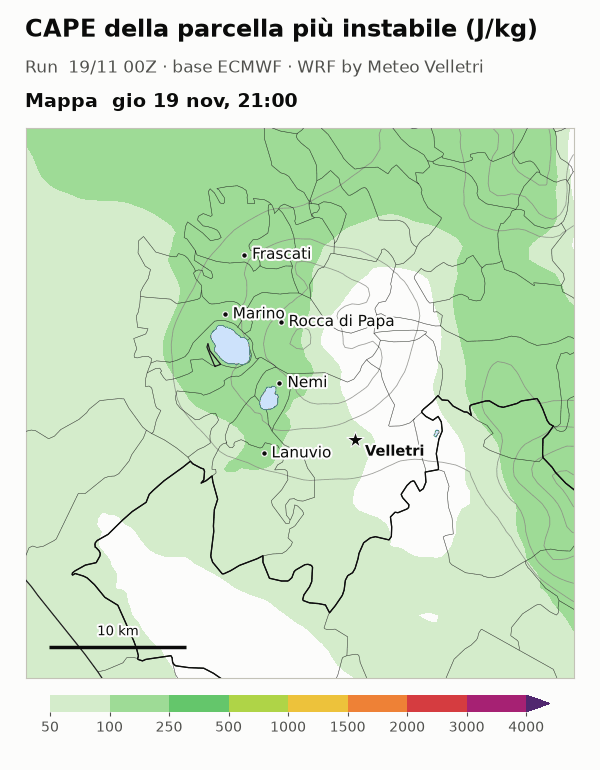 CAPE della parcella più instabile (J/kg)
Run  19/11 00Z · base ECMWF · WRF by Meteo Velletri
Mappa  gio 19 nov, 21:00
Frascati
Marino
Rocca di Papa
Nemi
Velletri
Lanuvio
10 km
50 100 250 500 1000 1500 2000 3000 4000